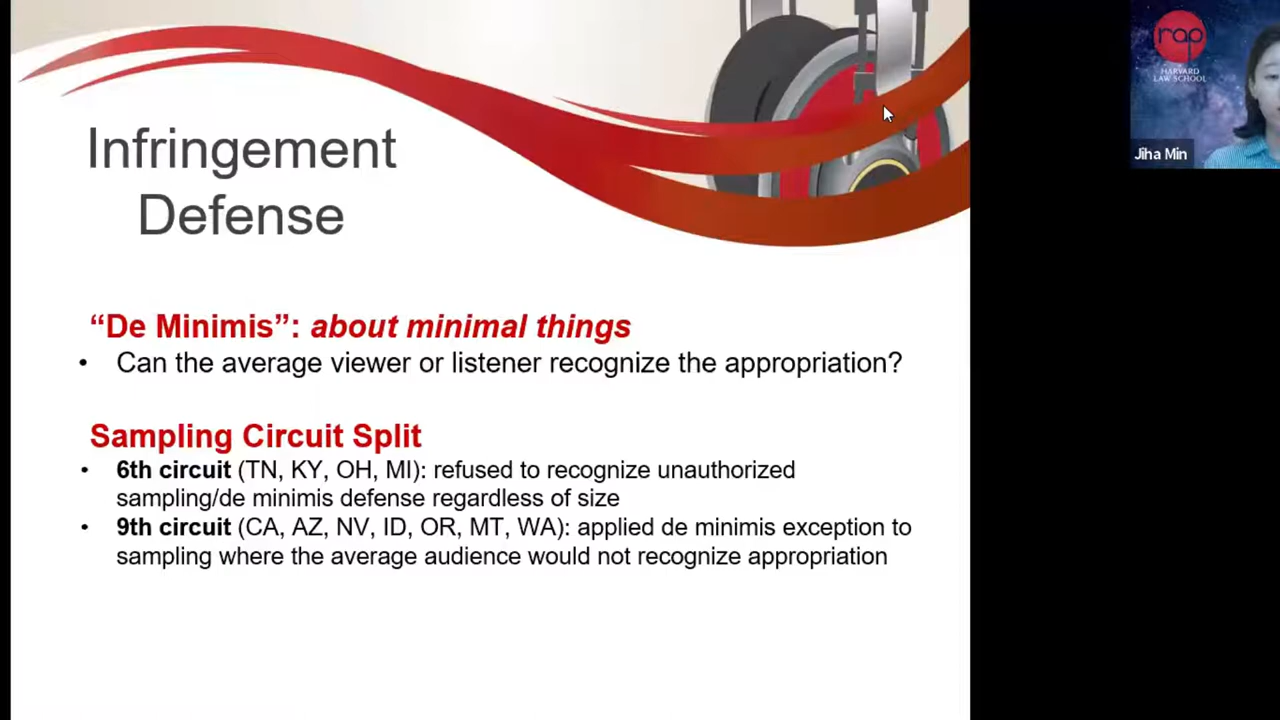 Infringement
Defense
“De Minimis”: about minimal things
• Can the average viewer or listener recognize the appropriation?
Sampling Circuit Split
• 6th circuit (TN, KY, OH, MI): refused to recognize unauthorized
sampling/de minimis defense regardless of size
• 9th circuit (CA, AZ, NV, ID, OR, MT, WA): applied de minimis exception to
sampling where the average audience would not recognize appropriation
rap
HARVARD
LAW SCHOOL
Jiha Min